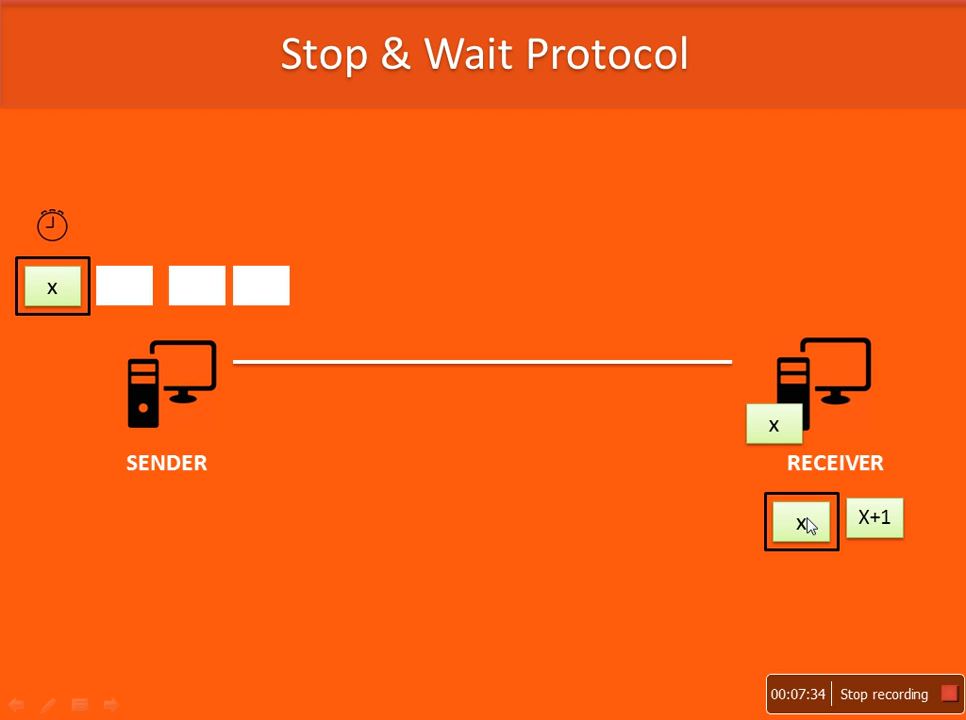 Stop & Wait Protocol
x
x
SENDER
RECEIVER
x
X+1
00:07:34
Stop recording